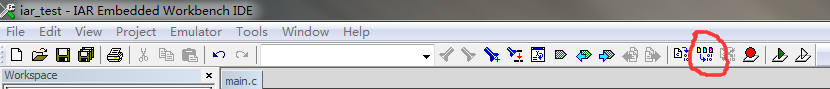 iar_test - IAR Embedded Workbench IDE
File Edit View Project Emulator Tools Window Help
Workspace
main.c